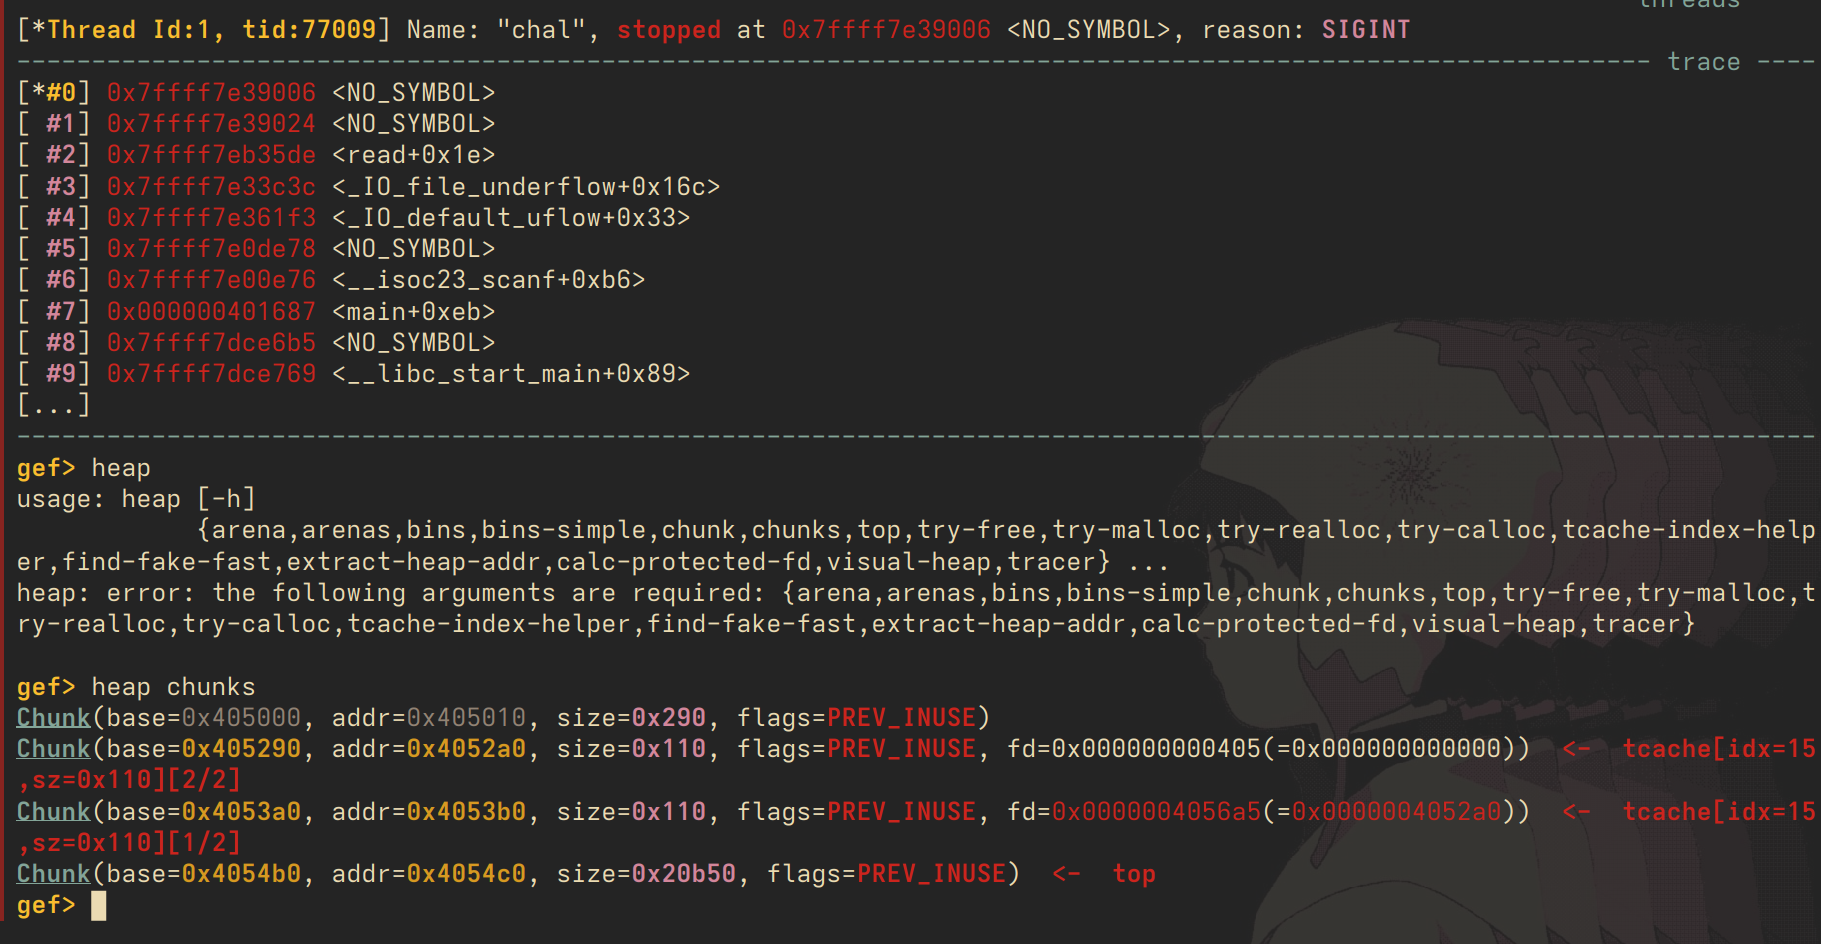 threads
[*Thread Id:1, tid:77009] Name: "chal", stopped at 0x7ffff7e39006 <NO_SYMBOL>, reason: SIGINT
------------------------------------------------------------------------------------------------------------- trace ----
[*#0] 0x7ffff7e39006 <NO_SYMBOL>
[ #1] 0x7ffff7e39024 <NO_SYMBOL>
[ #2] 0x7ffff7eb35de <read+0x1e>
[ #3] 0x7ffff7e33c3c <_IO_file_underflow+0x16c>
[ #4] 0x7ffff7e361f3 <_IO_default_uflow+0x33>
[ #5] 0x7ffff7e0de78 <NO_SYMBOL>
[ #6] 0x7ffff7e00e76 <__isoc23_scanf+0xb6>
[ #7] 0x000000401687 <main+0xeb>
[ #8] 0x7ffff7dce6b5 <NO_SYMBOL>
[ #9] 0x7ffff7dce769 <__libc_start_main+0x89>
[...]
------------------------------------------------------------------------------------------------------------------------
gef> heap
usage: heap [-h]
            {arena,arenas,bins,bins-simple,chunk,chunks,top,try-free,try-malloc,try-realloc,try-calloc,tcache-index-help
er,find-fake-fast,extract-heap-addr,calc-protected-fd,visual-heap,tracer} ...
heap: error: the following arguments are required: {arena,arenas,bins,bins-simple,chunk,chunks,top,try-free,try-malloc,t
ry-realloc,try-calloc,tcache-index-helper,find-fake-fast,extract-heap-addr,calc-protected-fd,visual-heap,tracer}
gef> heap chunks
Chunk(base=0x405000, addr=0x405010, size=0x290, flags=PREV_INUSE)
Chunk(base=0x405290, addr=0x4052a0, size=0x110, flags=PREV_INUSE, fd=0x000000000405(=0x000000000000))  <-  tcache[idx=15
,sz=0x110][2/2]
Chunk(base=0x4053a0, addr=0x4053b0, size=0x110, flags=PREV_INUSE, fd=0x0000004056a5(=0x0000004052a0))  <-  tcache[idx=15
,sz=0x110][1/2]
Chunk(base=0x4054b0, addr=0x4054c0, size=0x20b50, flags=PREV_INUSE)  <-  top
gef>